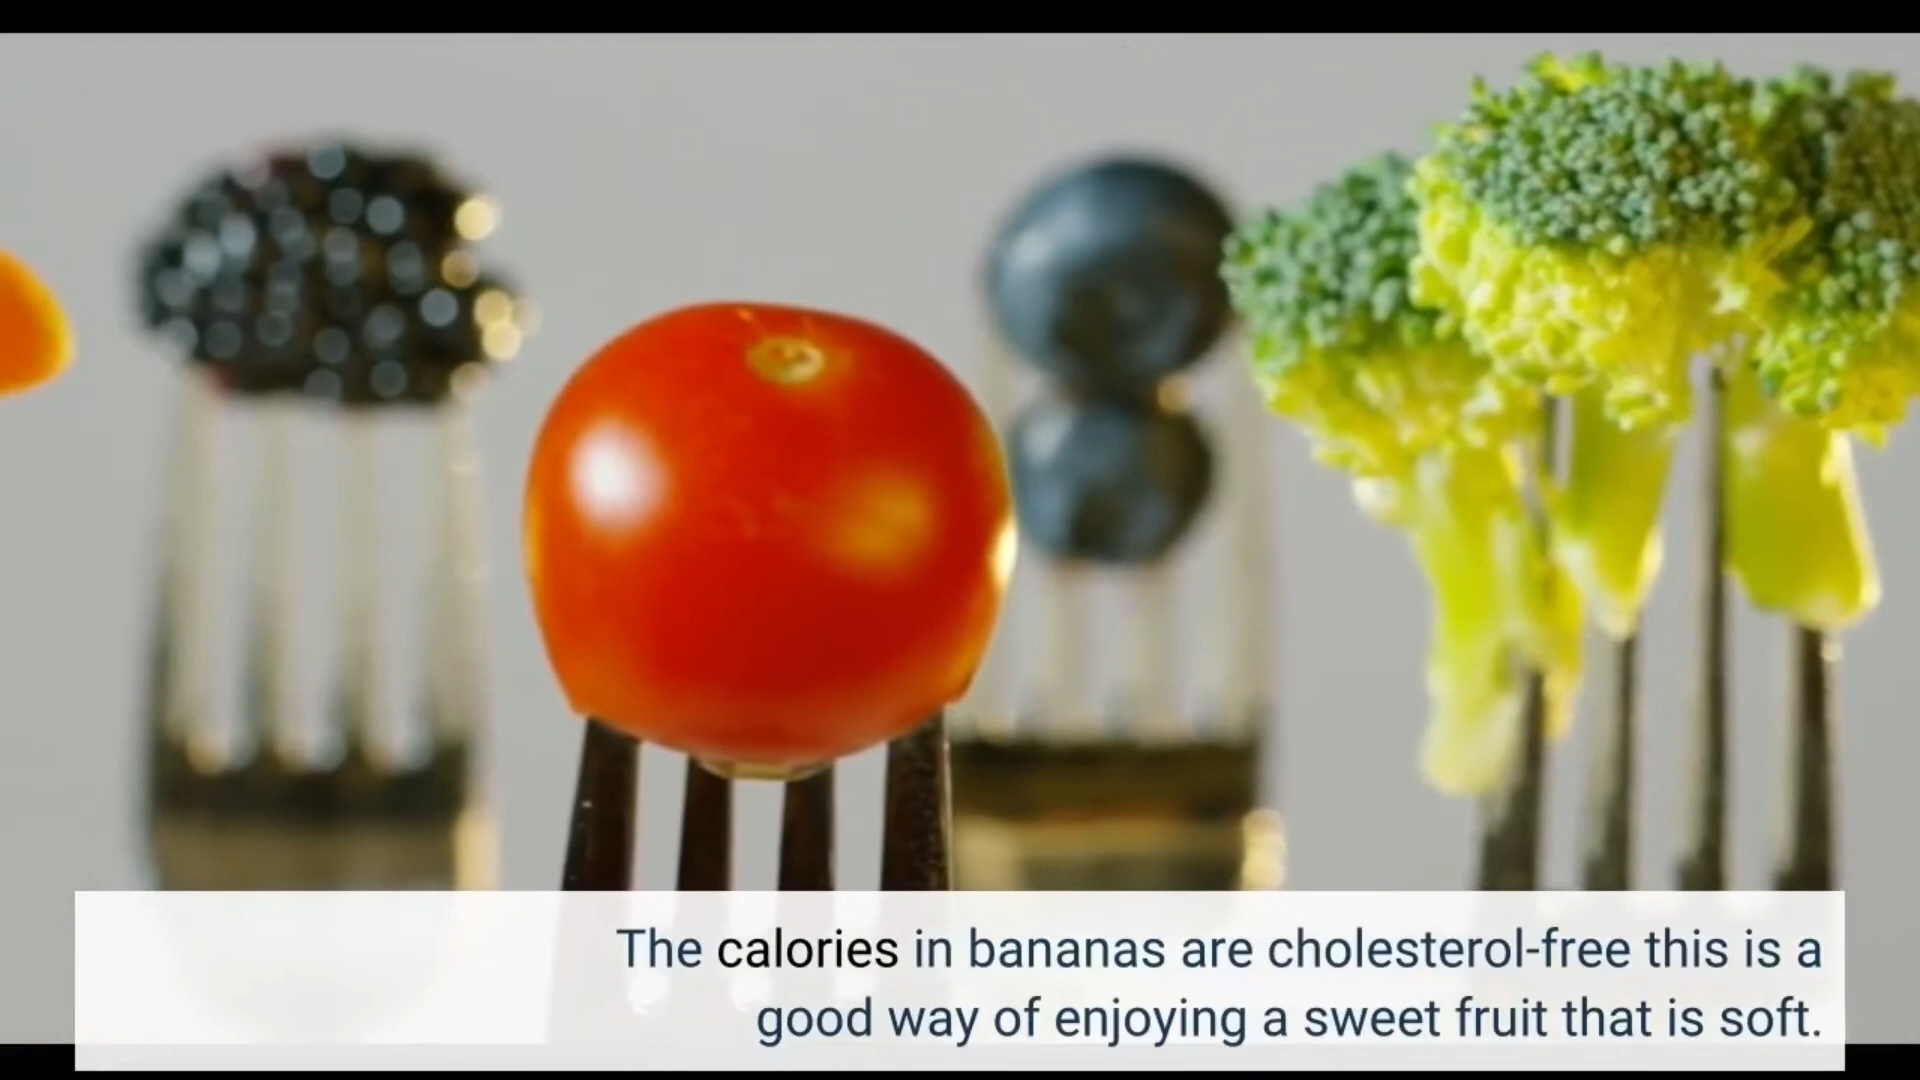 The calories in bananas are cholesterol-free this is a
good way of enjoying a sweet fruit that is soft.